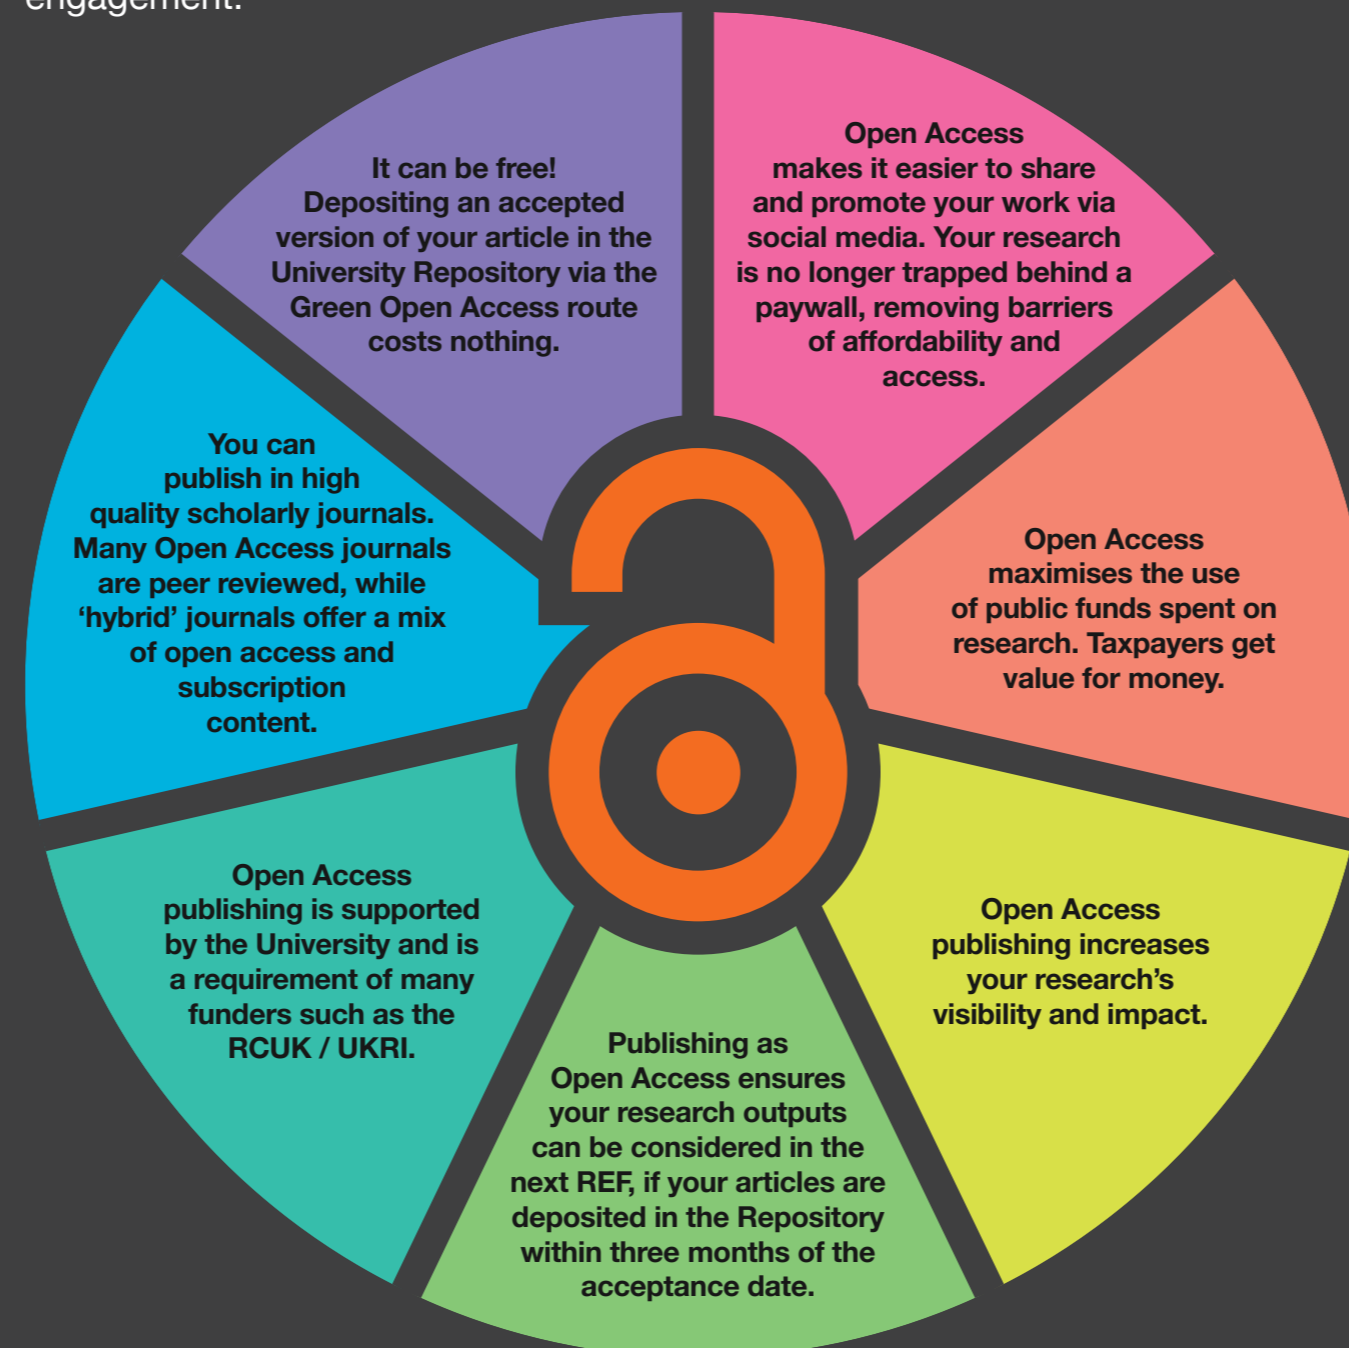 engagement.
It can be free!
Depositing an accepted
version of your article in the
University Repository via the
Green Open Access route
costs nothing.
Open Access
makes it easier to share
and promote your work via
social media. Your research
is no longer trapped behind a
paywall, removing barriers
of affordability and
access.
You can
publish in high
quality scholarly journals.
Many Open Access journals
are peer reviewed, while
‘hybrid’ journals offer a mix
of open access and
subscription
content.
Open Access
maximises the use
of public funds spent on
research. Taxpayers get
value for money.
Open Access
publishing is supported
by the University and is
a requirement of many
funders such as the
RCUK / UKRI.
Open Access
publishing increases
your research’s
visibility and impact.
Publishing as
Open Access ensures
your research outputs
can be considered in the
next REF, if your articles are
deposited in the Repository
within three months of the
acceptance date.